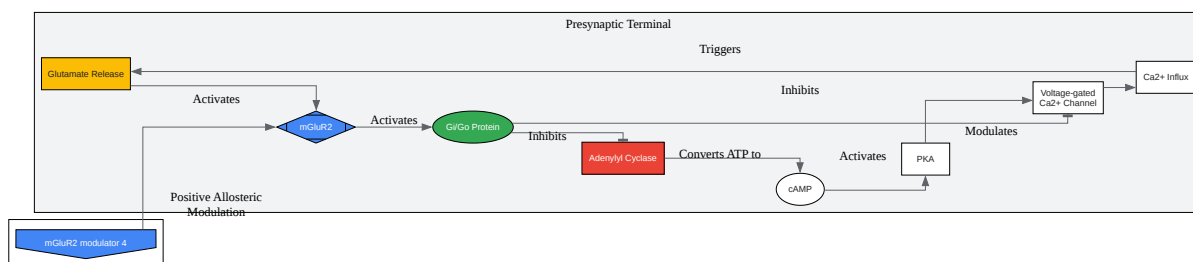 Presynaptic Terminal
Triggers
Glutamate Release
Ca2+ Influx
Activates
Inhibits
Voltage-gated
Ca2+ Channel
mGluR2
Activates
Gi/Go Protein
Inhibits
Modulates
Adenylyl Cyclase
Converts ATP to
Activates
PKA
cAMP
Positive Allosteric
Modulation
mGluR2 modulator 4